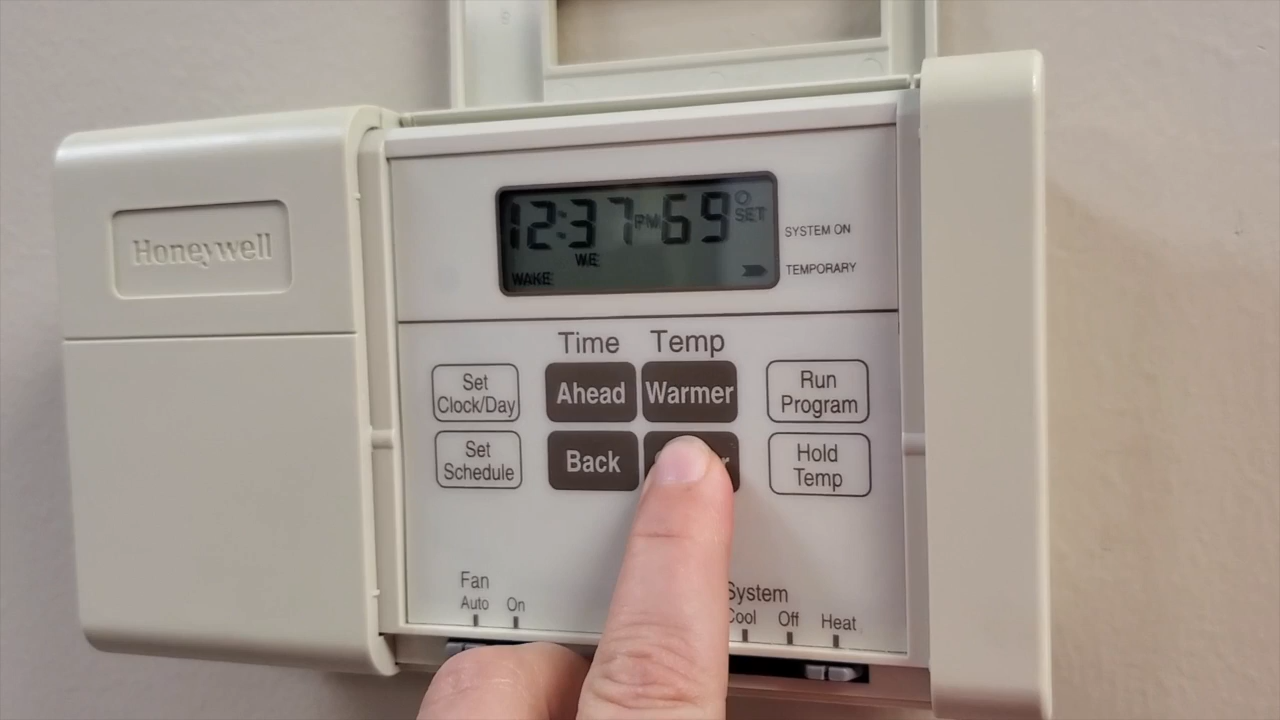 Honeywell
12:37 PM 69° SET
SYSTEM ON
WE
WAKE
TEMPORARY
Time Temp
Set
Clock/Day
Ahead
Warmer
Run
Program
Set
Schedule
Back
Hold
Temp
Fan
Auto On
System
Cool Off Heat